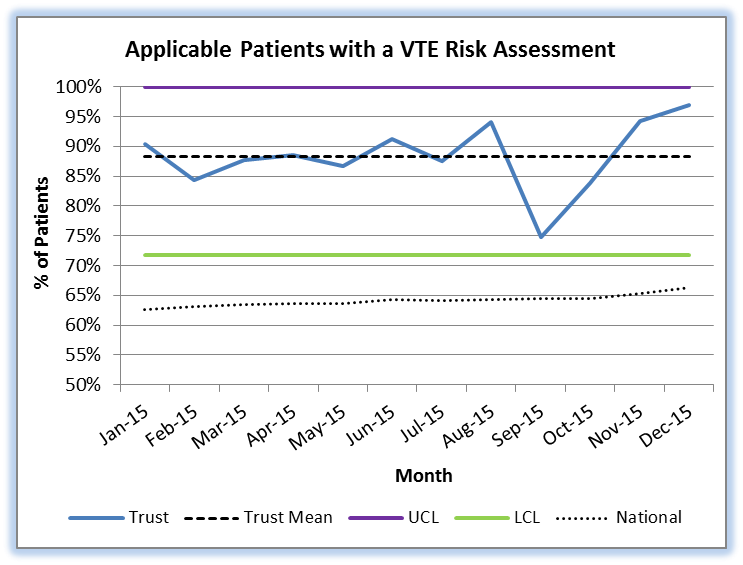 Applicable Patients with a VTE Risk Assessment
100%
95%
90%
85%
80%
75%
70%
65%
60%
55%
50%
% of Patients
Jan-15 Feb-15 Mar-15 Apr-15 May-15 Jun-15 Jul-15 Aug-15 Sep-15 Oct-15 Nov-15 Dec-15
Month
Trust Trust Mean UCL LCL National